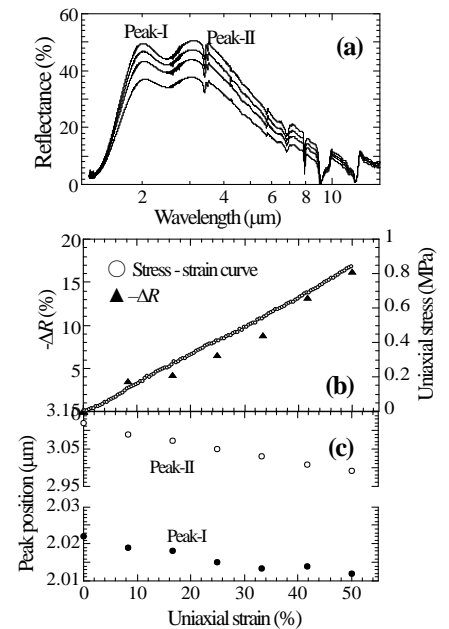 60
40
20
0
Reflectance (%)
Peak-I
Peak-II
(a)
2
4
6
8
10
Wavelength (μm)
20
15
10
5
0
-ΔR (%)
Stress - strain curve
-ΔR
(b)
1
0.8
0.6
0.4
0.2
0
Uniaxial stress (MPa)
3.15
3.05
2.95
Peak-II
(c)
2.03
2.02
2.01
Peak-I
Peak position (μm)
0
10
20
30
40
50
Uniaxial strain (%)